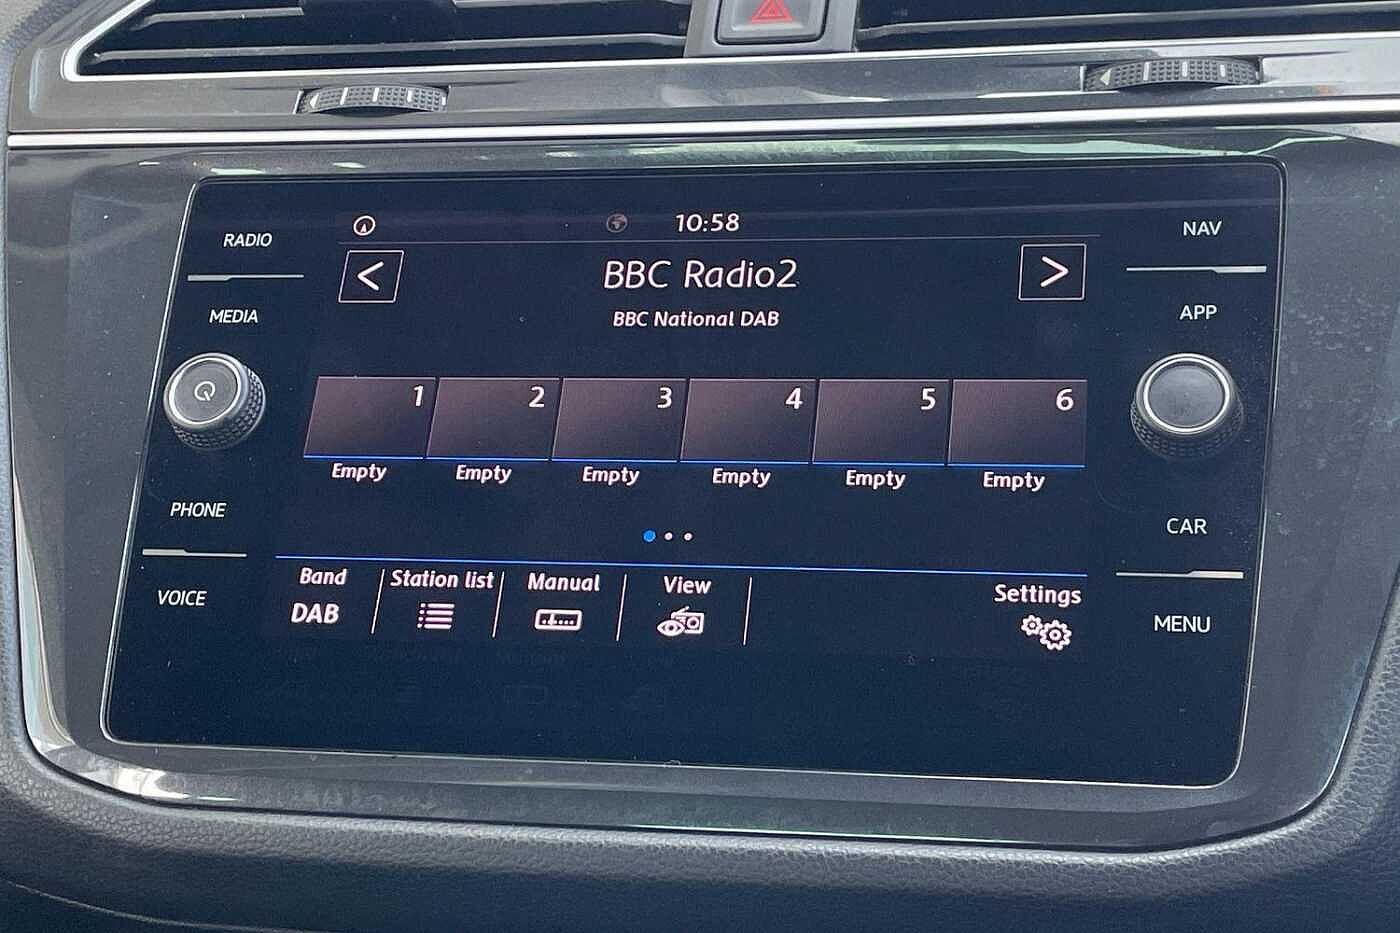 RADIO
MEDIA
PHONE
VOICE
10:58
<
BBC Radio2
>
BBC National DAB
1 2 3 4 5 6
Empty Empty Empty Empty Empty Empty
Band Station list Manual View Settings
DAB
NAV
APP
CAR
MENU